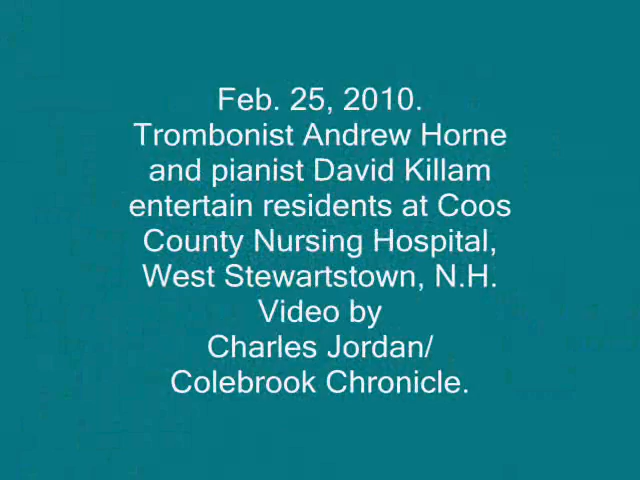 Feb. 25, 2010.
Trombonist Andrew Horne
and pianist David Killam
entertain residents at Coos
County Nursing Hospital,
West Stewartstown, N.H.
Video by
Charles Jordan/
Colebrook Chronicle.